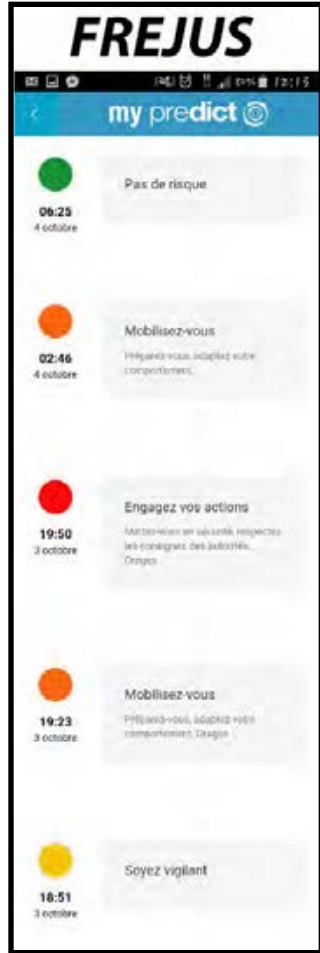 FREJUS
12:15
my predict
Pas de risque
06:25
4 octobre
Mobilisez-vous
Préparez-vous, adaptez votre
comportement.
02:46
4 octobre
Engagez vos actions
Mettez-vous en sécurité, respectez
les consignes des autorités.
Orages
19:50
3 octobre
Mobilisez-vous
Préparez-vous, adaptez votre
comportement. Orages
19:23
3 octobre
Soyez vigilant
18:51
3 octobre